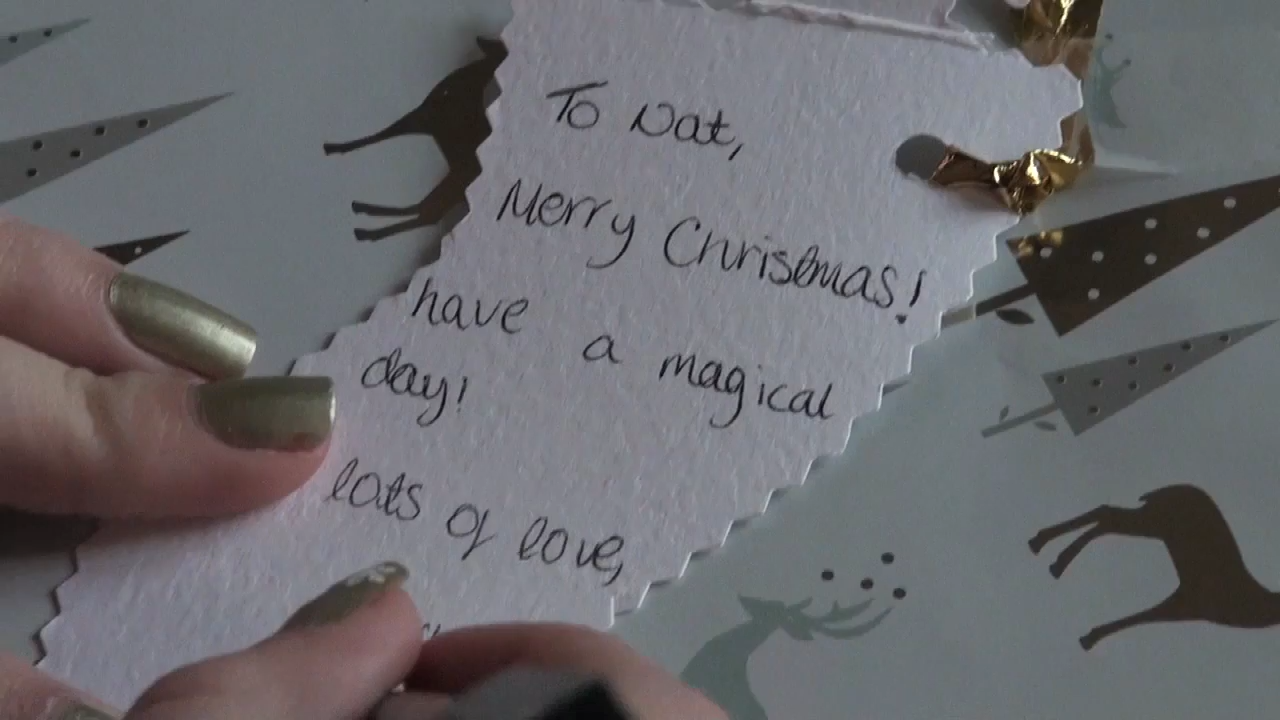 To Nat,
Merry Christmas!
have a magical
day!
lots of love,